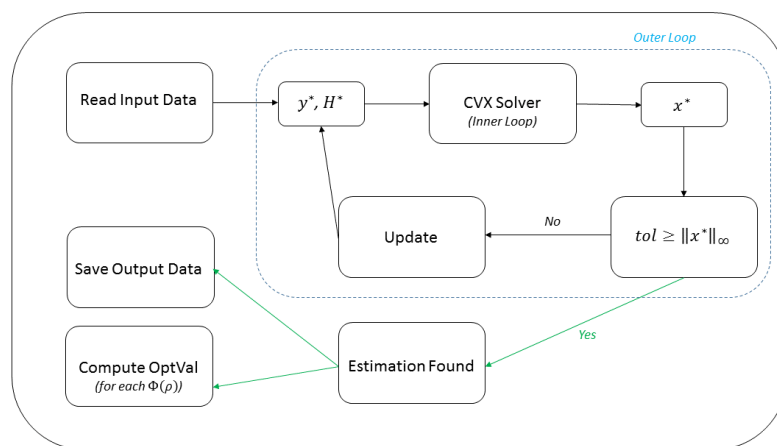 Outer Loop
Read Input Data
y*, H*
CVX Solver
(Inner Loop)
x*
tol ≥ ‖x*‖∞
No
Update
Save Output Data
Yes
Estimation Found
Compute OptVal
(for each Φ(ρ))